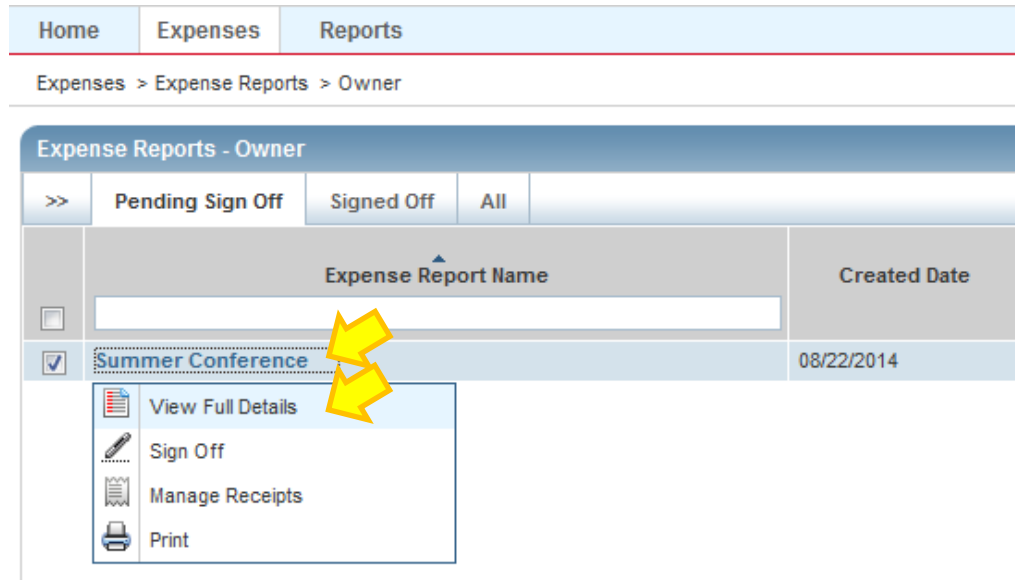 Home Expenses Reports
Expenses > Expense Reports > Owner
Expense Reports - Owner
>> Pending Sign Off Signed Off All
Expense Report Name Created Date
Summer Conference 08/22/2014
View Full Details
Sign Off
Manage Receipts
Print